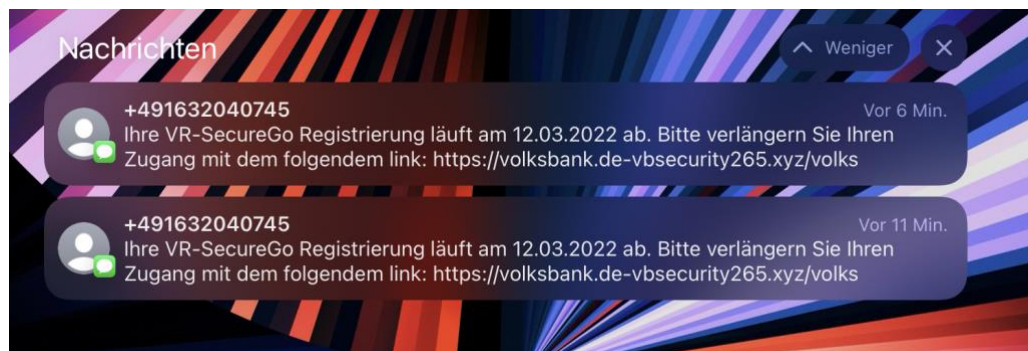 Nachrichten
Weniger
+491632040745
Vor 6 Min.
Ihre VR-SecureGo Registrierung läuft am 12.03.2022 ab. Bitte verlängern Sie Ihren
Zugang mit dem folgendem link: https://volksbank.de-vbsecurity265.xyz/volks
+491632040745
Vor 11 Min.
Ihre VR-SecureGo Registrierung läuft am 12.03.2022 ab. Bitte verlängern Sie Ihren
Zugang mit dem folgendem link: https://volksbank.de-vbsecurity265.xyz/volks